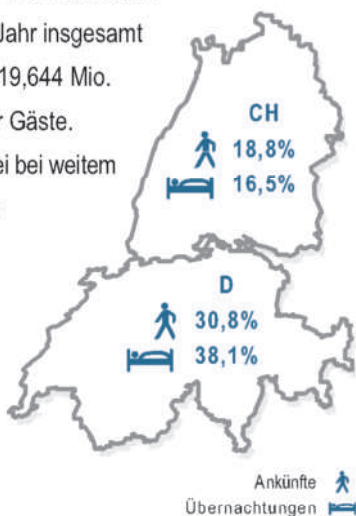 Jahr insgesamt
19,644 Mio.
r Gäste.
ei bei weitem
CH
18,8%
16,5%
D
30,8%
38,1%
Ankünfte
Übernachtungen